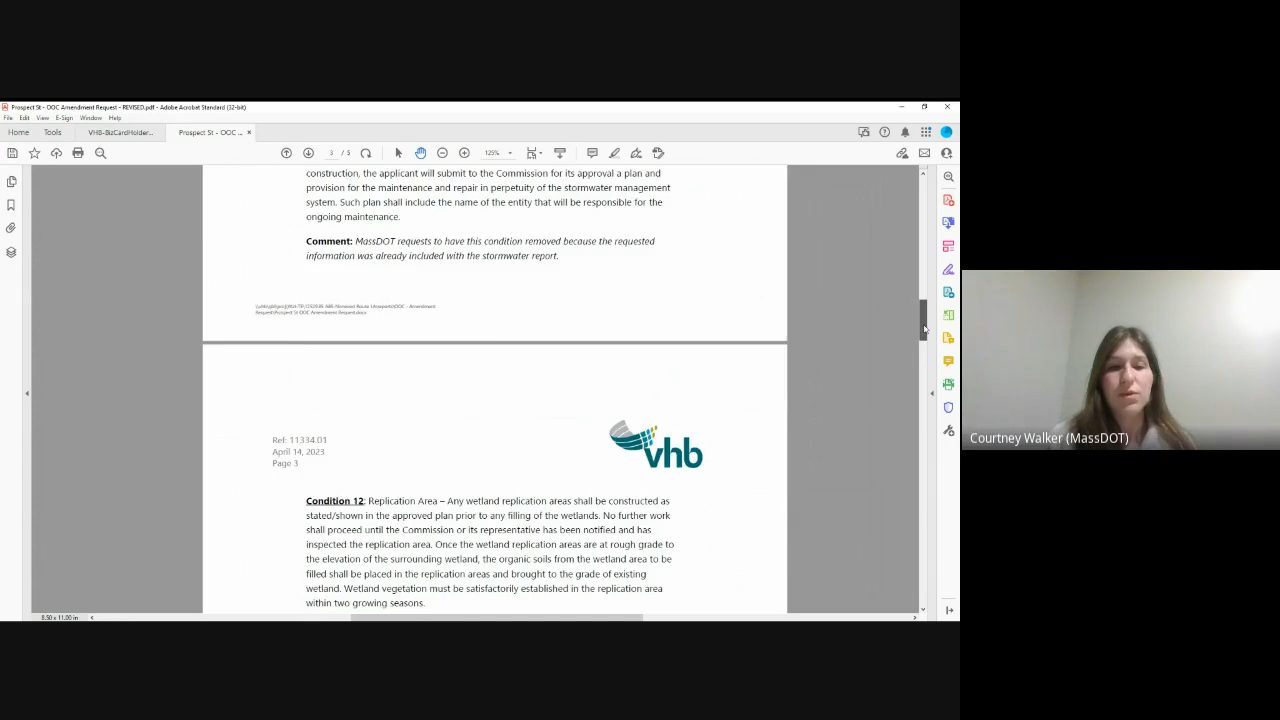 Prospect St - OOC Amendment Request - REVISED.pdf - Adobe Acrobat Standard (32-bit)
File Edit View E-Sign Window Help
Home Tools VHB-BizCardHolder... Prospect St - OOC ... ×
3 / 5 125%
construction, the applicant will submit to the Commission for its approval a plan and
provision for the maintenance and repair in perpetuity of the stormwater management
system. Such plan shall include the name of the entity that will be responsible for the
ongoing maintenance.
Comment: MassDOT requests to have this condition removed because the requested
information was already included with the stormwater report.
Request\Prospect St OOC Amendment Request.docx
Ref: 11334.01
April 14, 2023
Page 3
vhb
Condition 12: Replication Area – Any wetland replication areas shall be constructed as
stated/shown in the approved plan prior to any filling of the wetlands. No further work
shall proceed until the Commission or its representative has been notified and has
inspected the replication area. Once the wetland replication areas are at rough grade to
the elevation of the surrounding wetland, the organic soils from the wetland area to be
filled shall be placed in the replication areas and brought to the grade of existing
wetland. Wetland vegetation must be satisfactorily established in the replication area
within two growing seasons.
8.50 x 11.00 in
Courtney Walker (MassDOT)